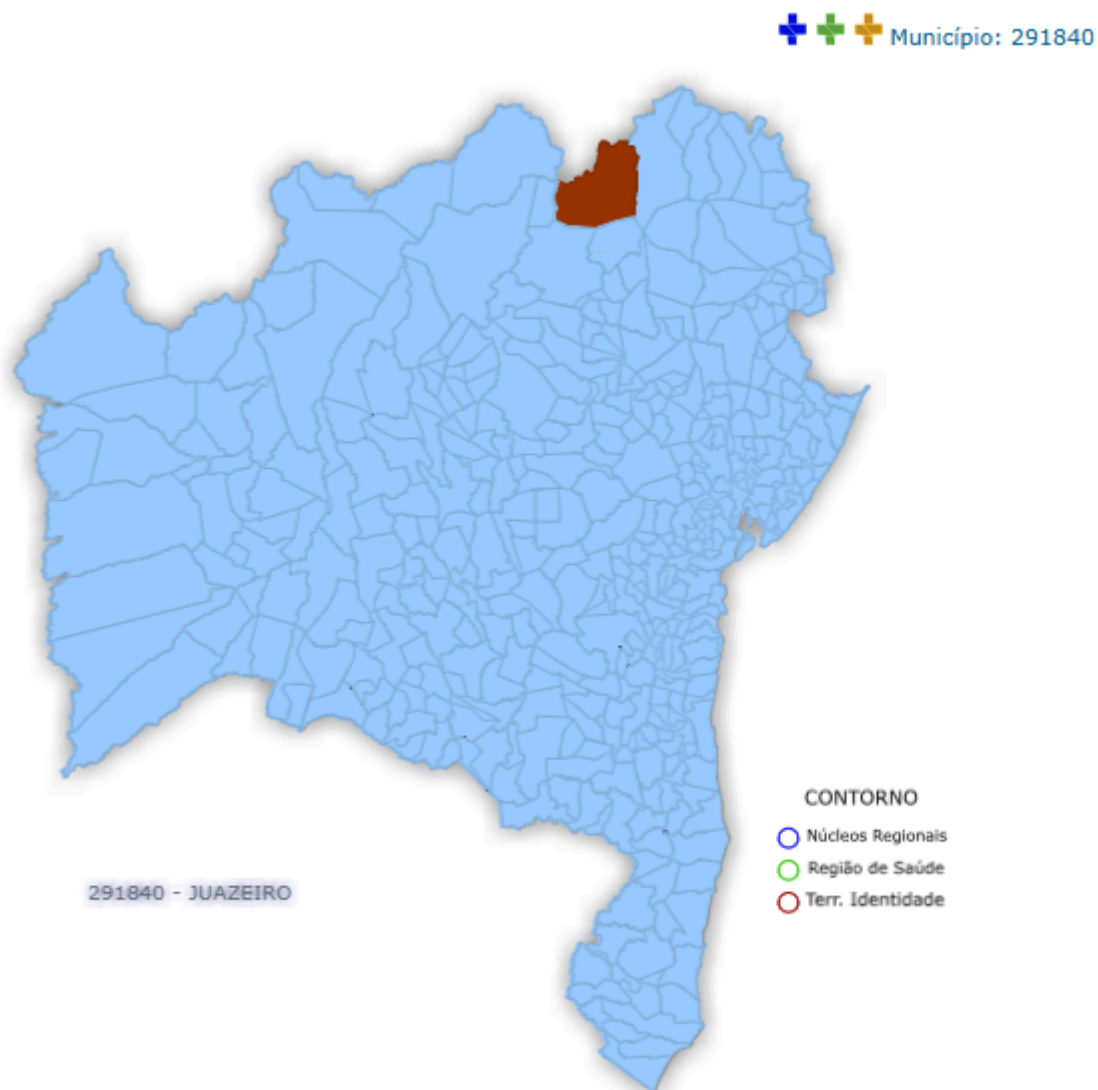 Município: 291840
CONTORNO
Núcleos Regionais
Região de Saúde
Terr. Identidade
291840 - JUAZEIRO